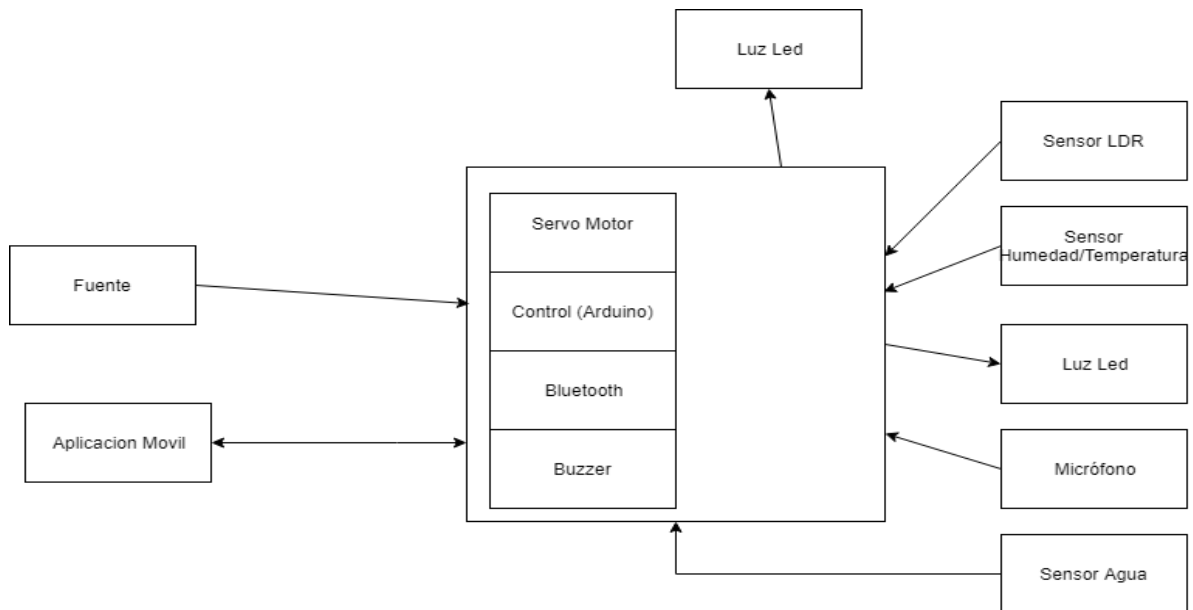 Luz Led
Sensor LDR
Servo Motor
Sensor
Humedad/Temperatura
Fuente
Control (Arduino)
Luz Led
Bluetooth
Aplicacion Movil
Buzzer
Micrófono
Sensor Agua